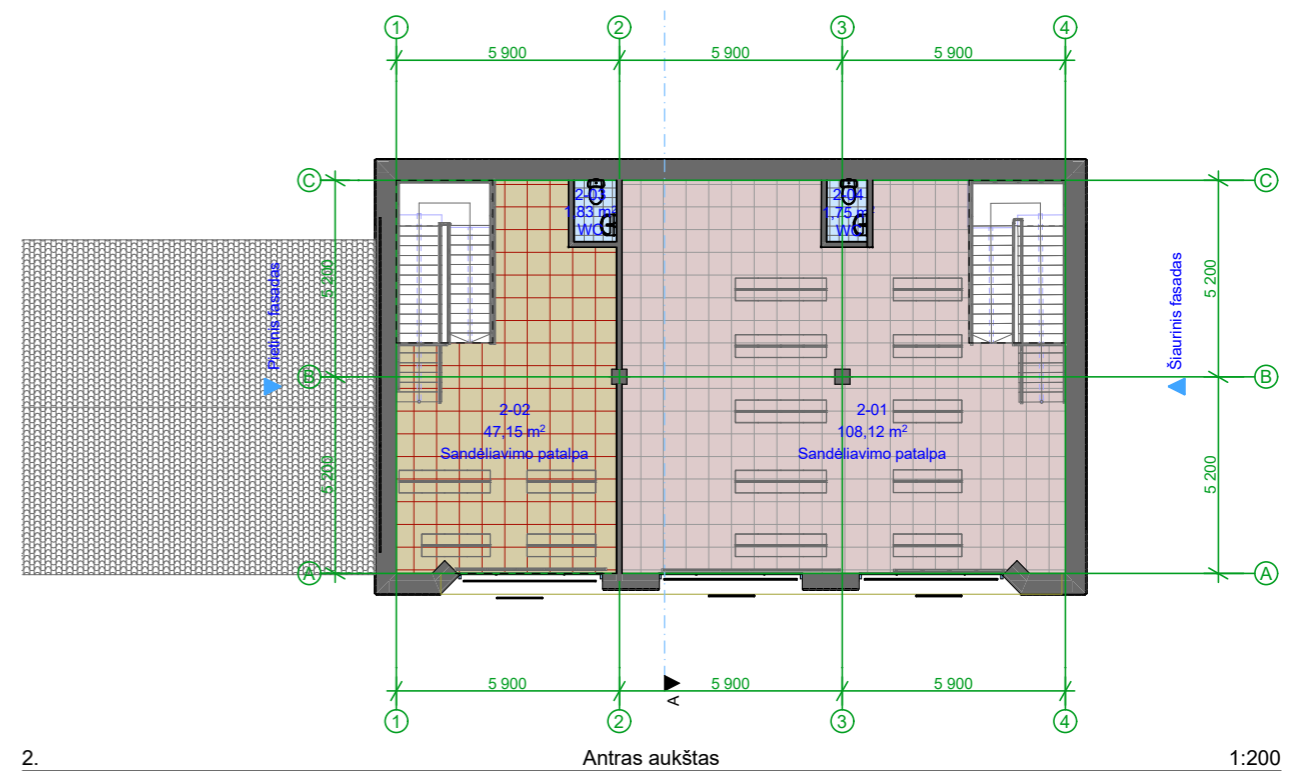 1 2 3 4
5 900 5 900 5 900
C C
2-03
1,83 m²
WC
2-04
1,75 m²
WC
5 200 5 200
Pietinis fasadas
Šiaurinis fasadas
B B
2-02
47,15 m²
Sandėliavimo patalpa
2-01
108,12 m²
Sandėliavimo patalpa
5 200 5 200
A A
5 900 5 900 5 900
A
1 2 3 4
2. Antras aukštas 1:200